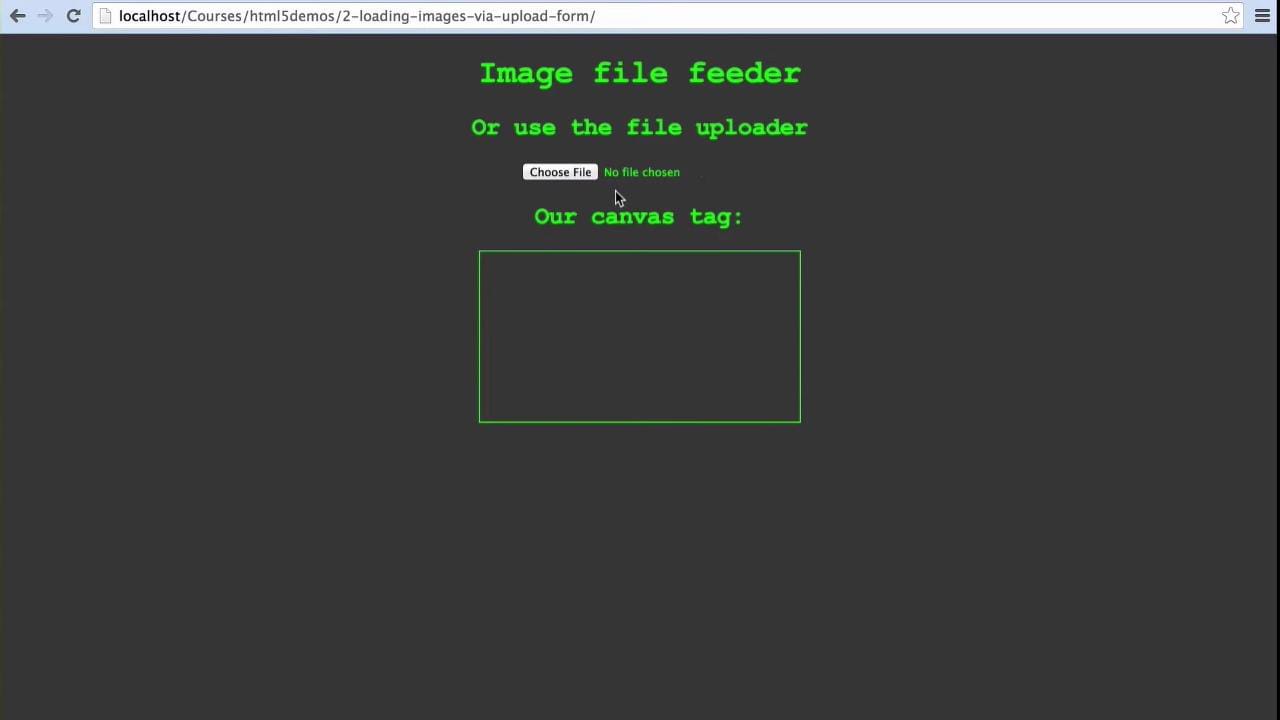 localhost/Courses/html5demos/2-loading-images-via-upload-form/
Image file feeder
Or use the file uploader
Choose File No file chosen
Our canvas tag: